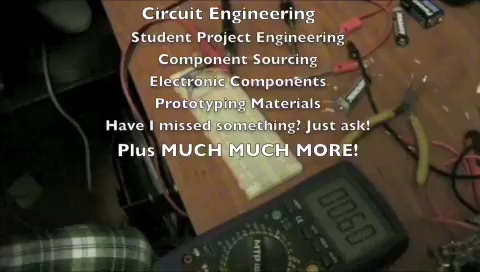 Circuit Engineering
Student Project Engineering
Component Sourcing
Electronic Components
Prototyping Materials
Have I missed something? Just ask!
Plus MUCH MUCH MORE!